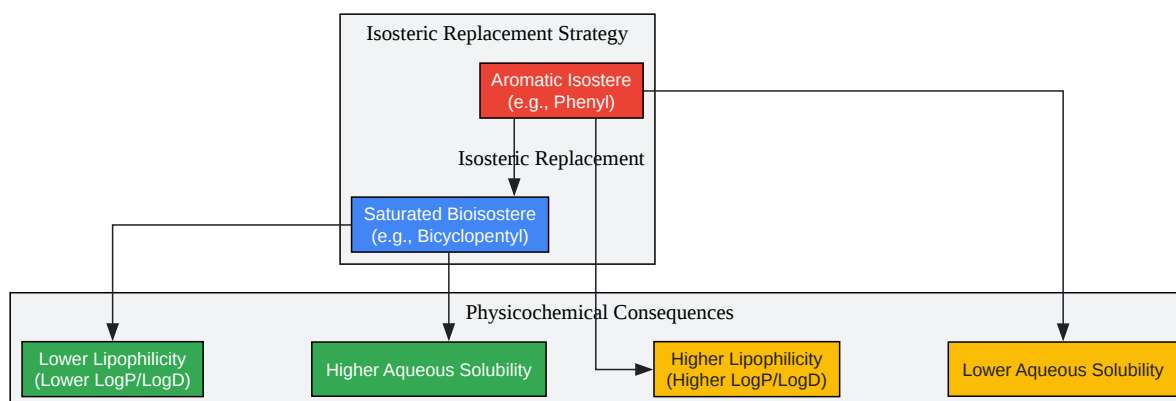 Isosteric Replacement Strategy
Aromatic Isostere
(e.g., Phenyl)
Isosteric Replacement
Saturated Bioisostere
(e.g., Bicyclopentyl)
Physicochemical Consequences
Lower Lipophilicity
(Lower LogP/LogD)
Higher Aqueous Solubility
Higher Lipophilicity
(Higher LogP/LogD)
Lower Aqueous Solubility